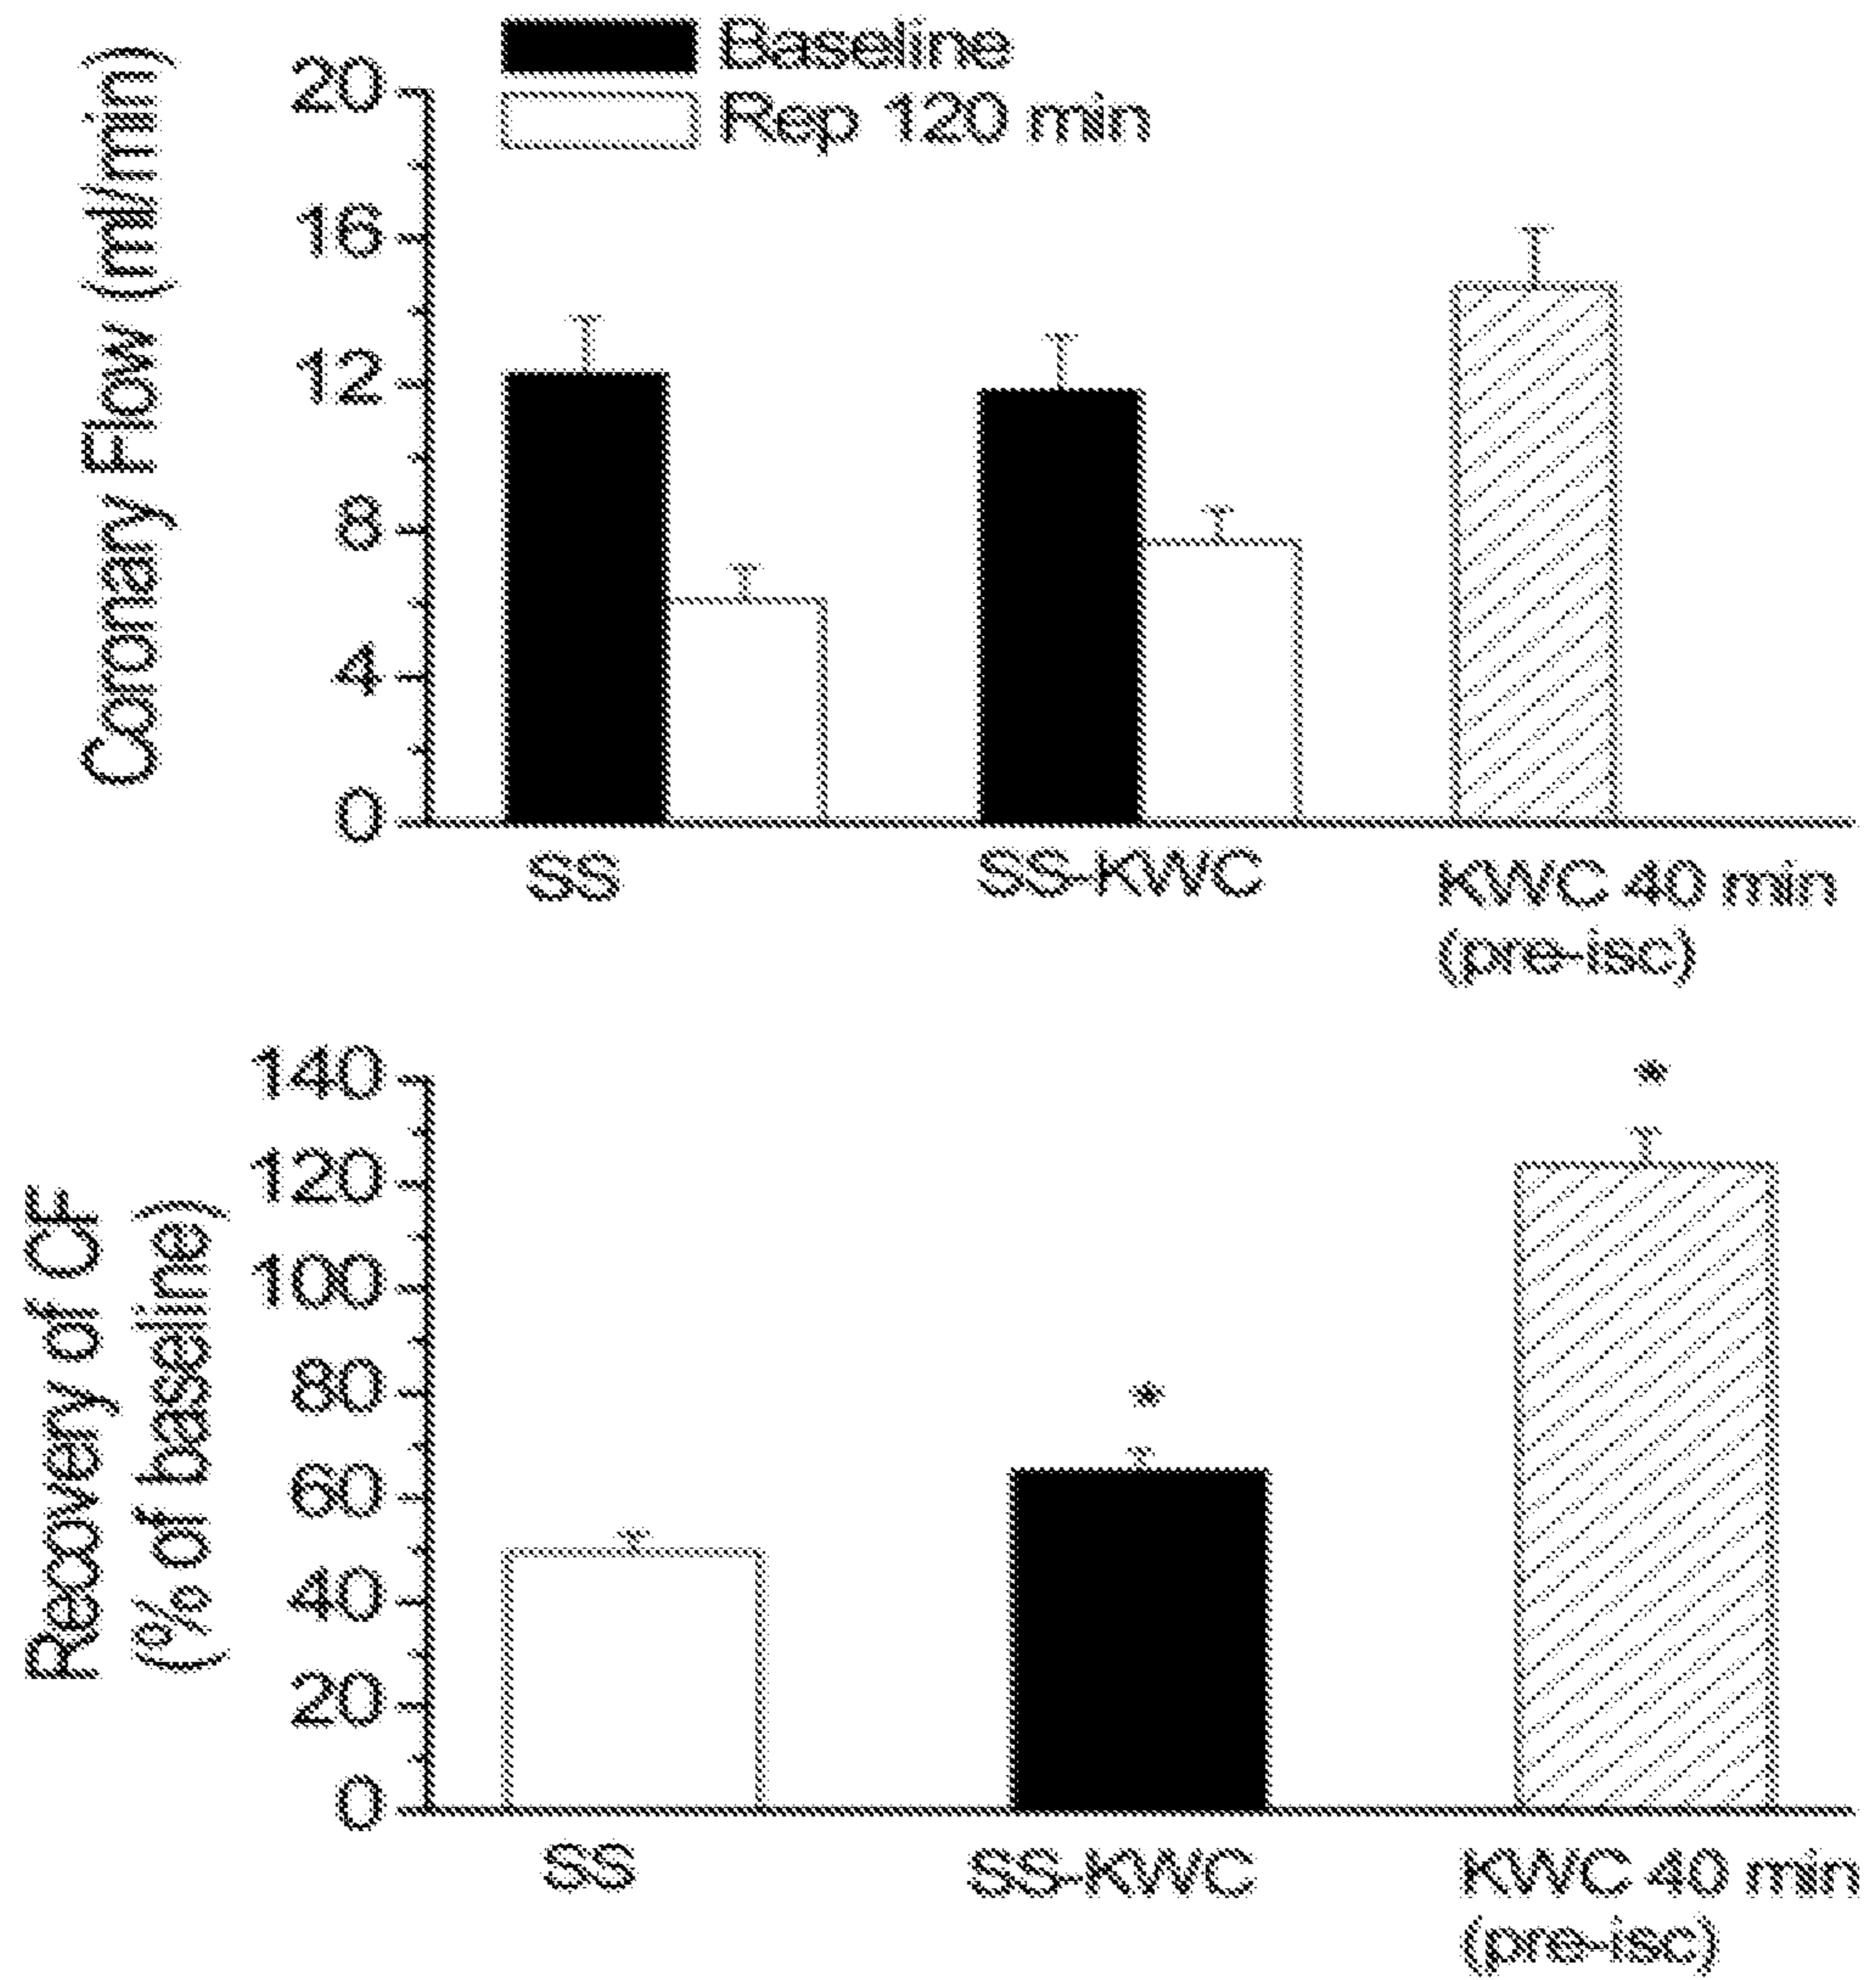 Baseline
Rep 120 min
Coronary Flow (ml/min)
20
16
12
8
4
0
SS
SS-KWC
KWC 40 min
(pre-isc)
Recovery of CF
(% of baseline)
140
120
100
80
60
40
20
0
*
*
SS
SS-KWC
KWC 40 min
(pre-isc)